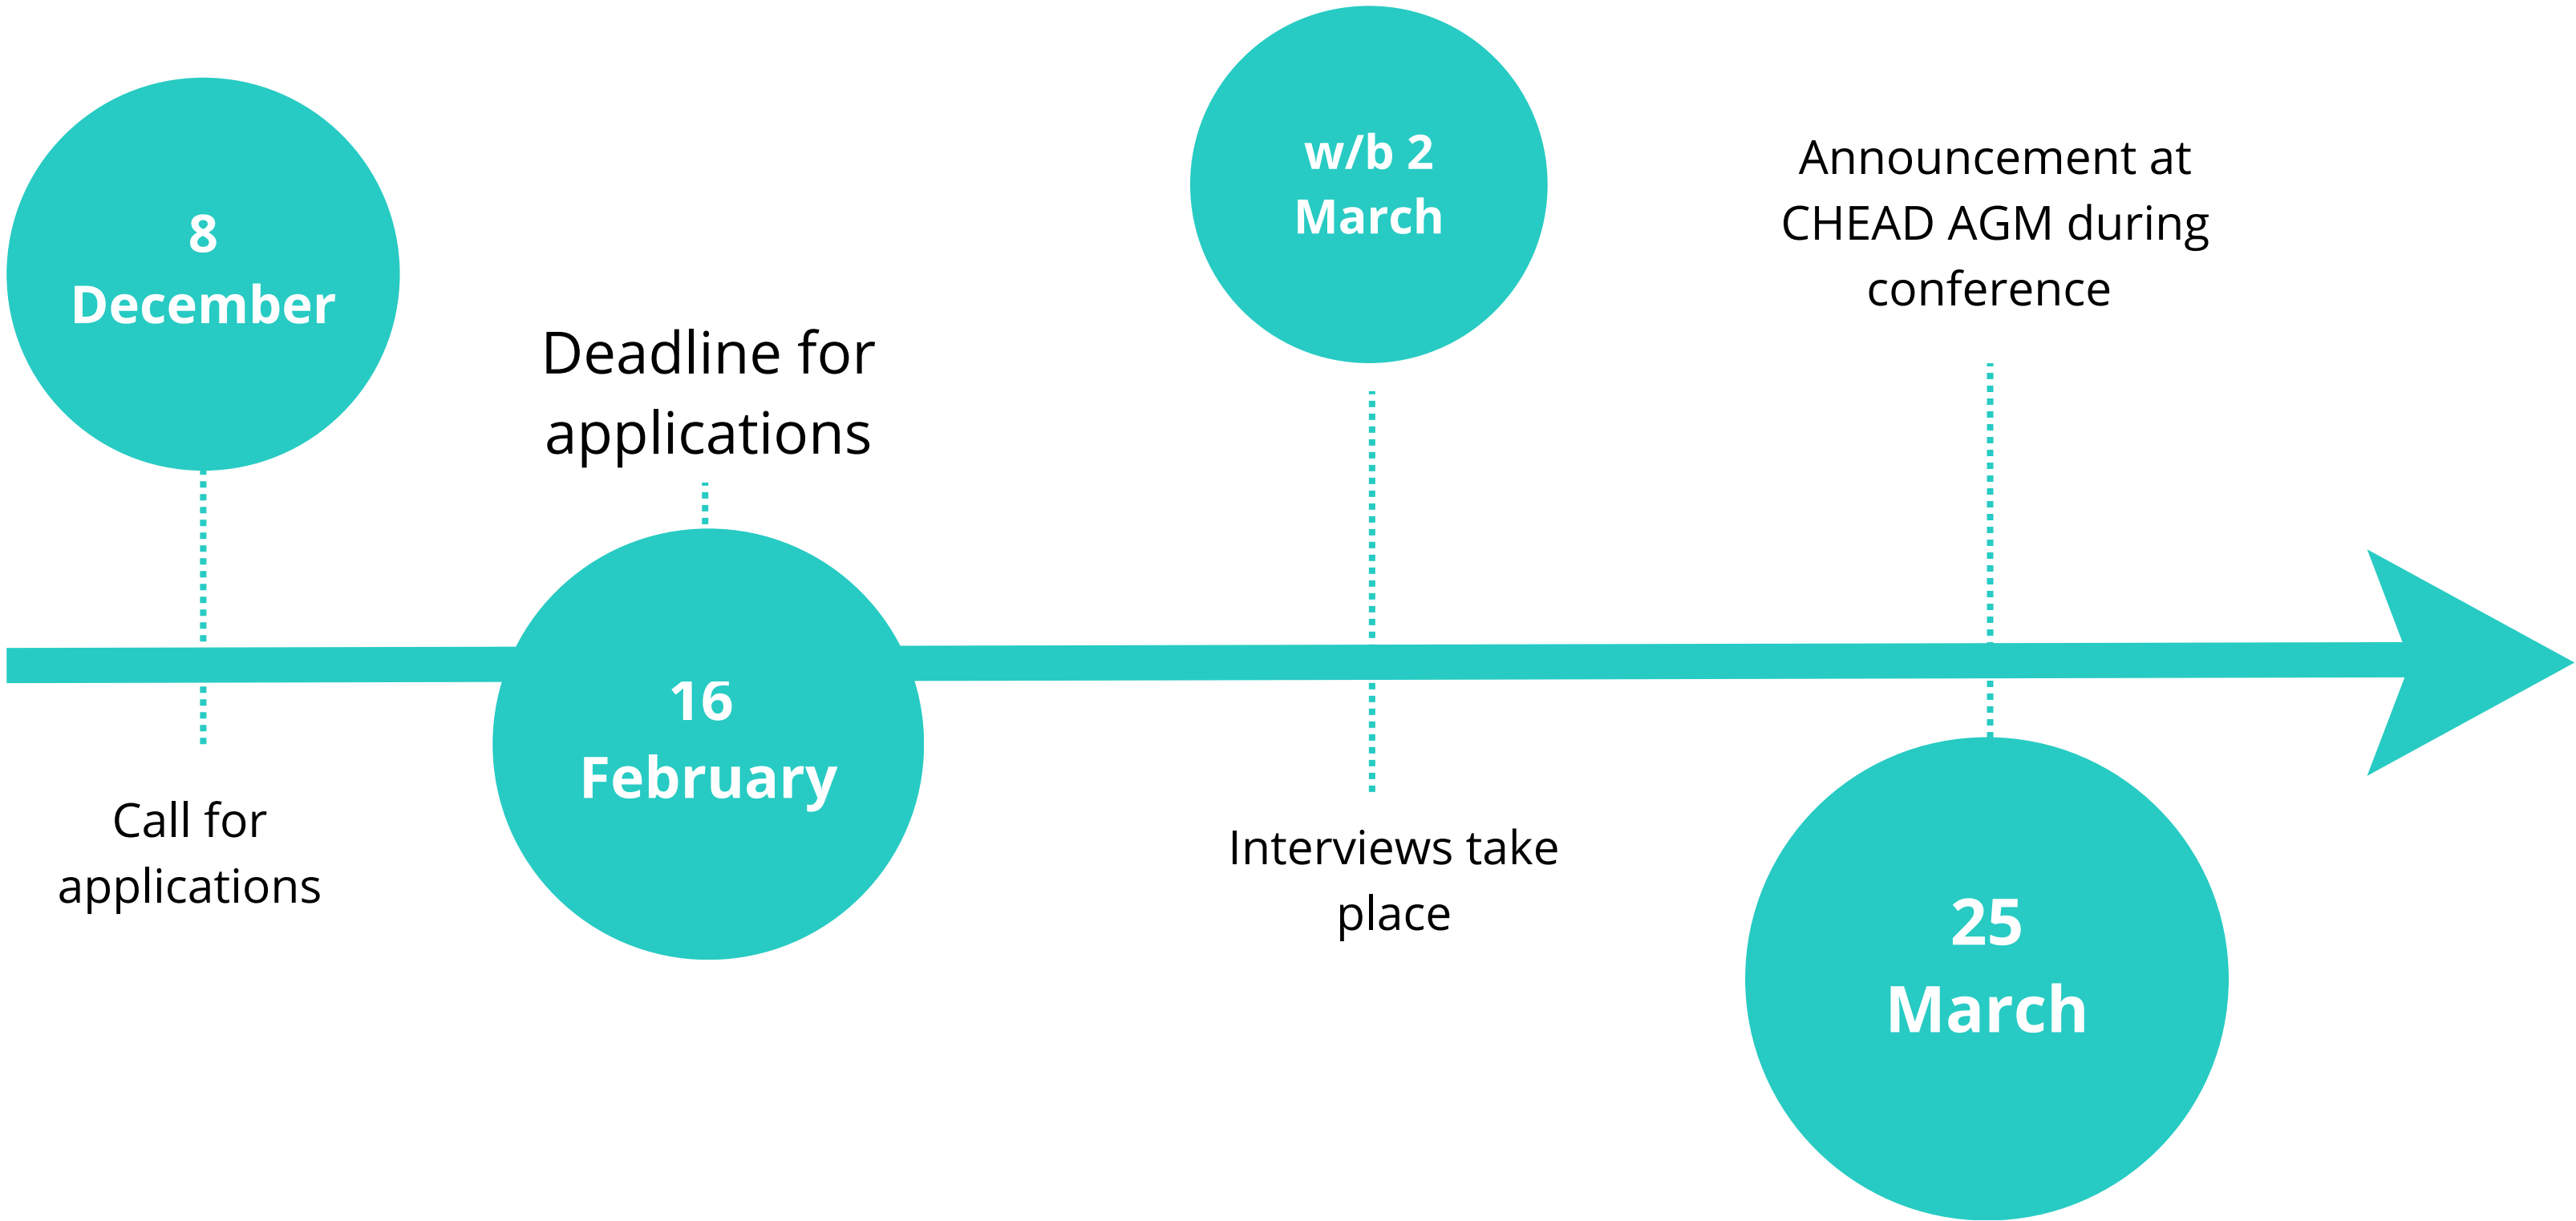 8
December
Call for
applications
Deadline for
applications
16
February
w/b 2
March
Interviews take
place
Announcement at
CHEAD AGM during
conference
25
March